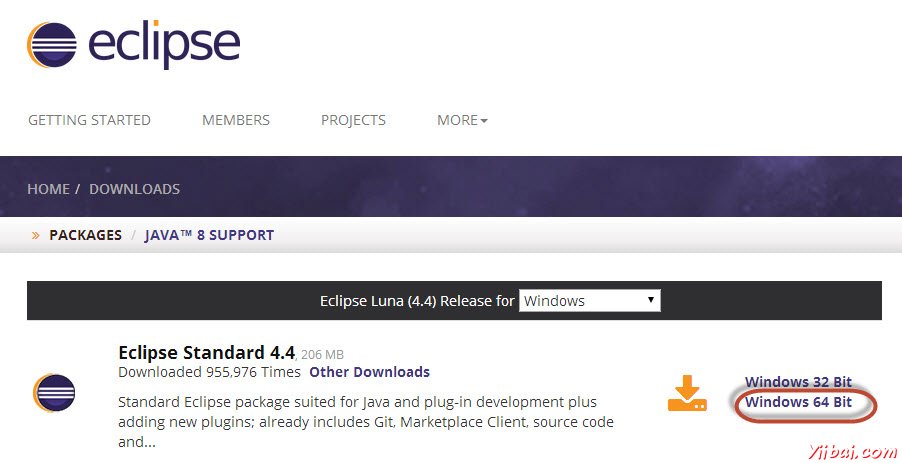 eclipse
GETTING STARTED MEMBERS PROJECTS MORE
HOME / DOWNLOADS
» PACKAGES / JAVA™ 8 SUPPORT
Eclipse Luna (4.4) Release for Windows
Eclipse Standard 4.4, 206 MB
Downloaded 955,976 Times Other Downloads
Windows 32 Bit
Windows 64 Bit
Standard Eclipse package suited for Java and plug-in development plus
adding new plugins; already includes Git, Marketplace Client, source code
and...
Yiibai.com